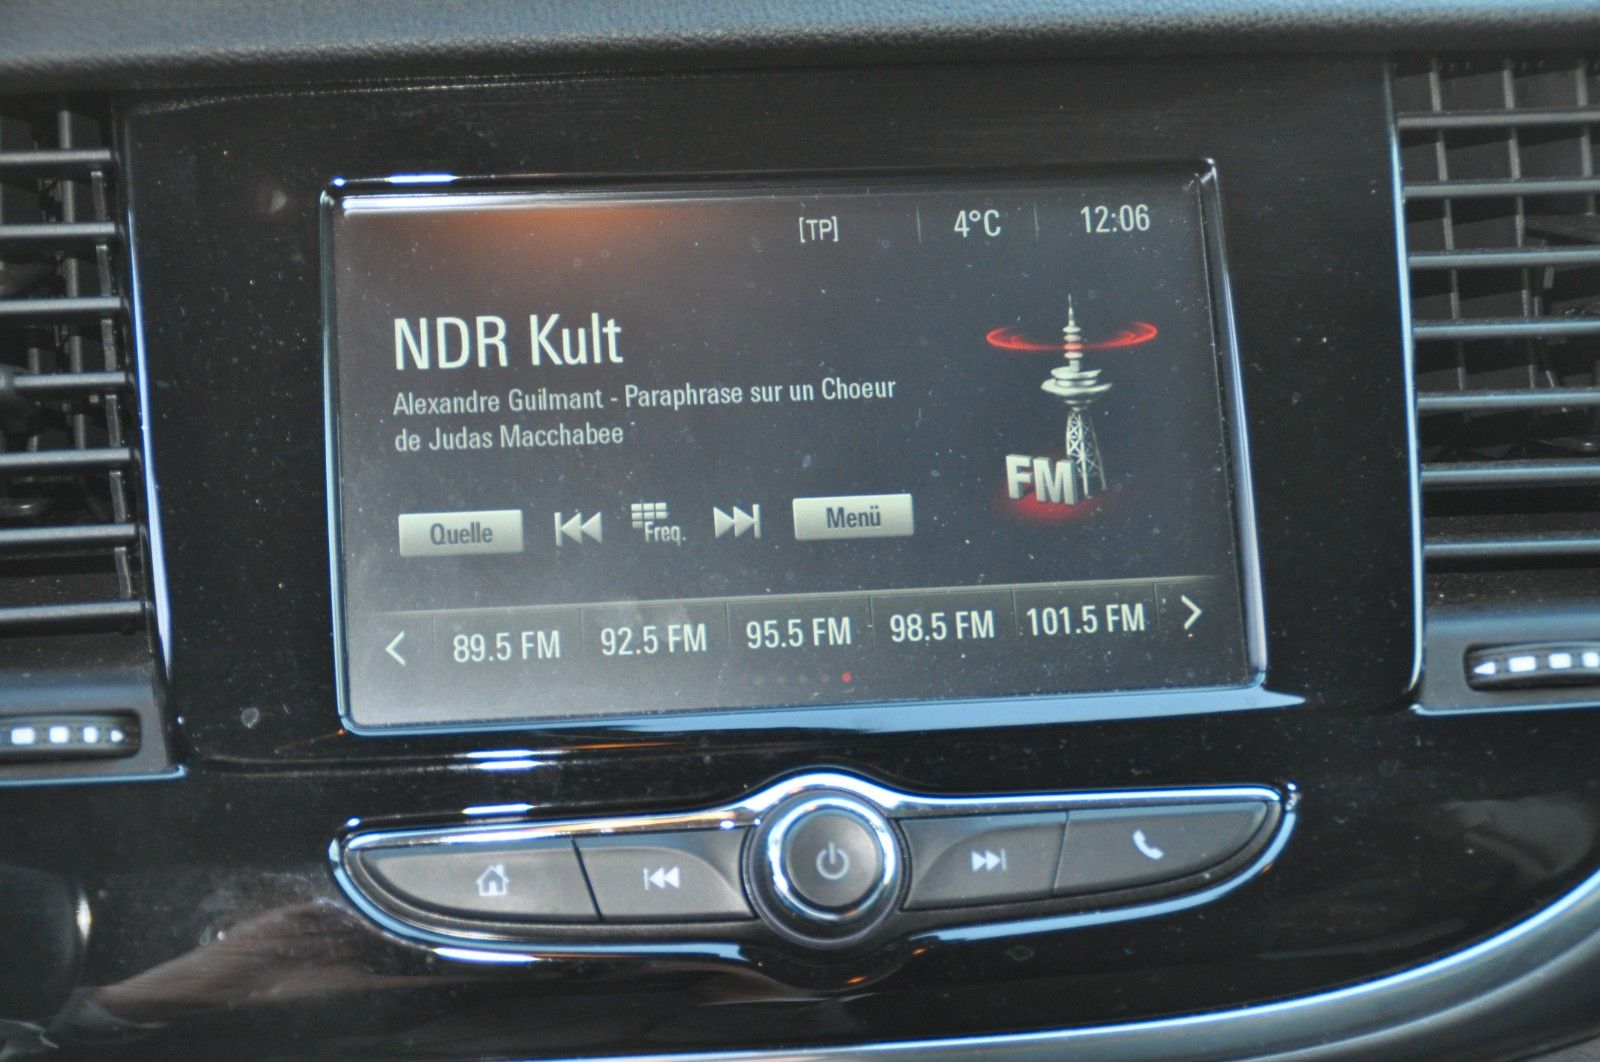 [TP] 4°C 12:06
NDR Kult
Alexandre Guilmant - Paraphrase sur un Choeur
de Judas Macchabee
FM
Quelle Freq. Menü
89.5 FM 92.5 FM 95.5 FM 98.5 FM 101.5 FM